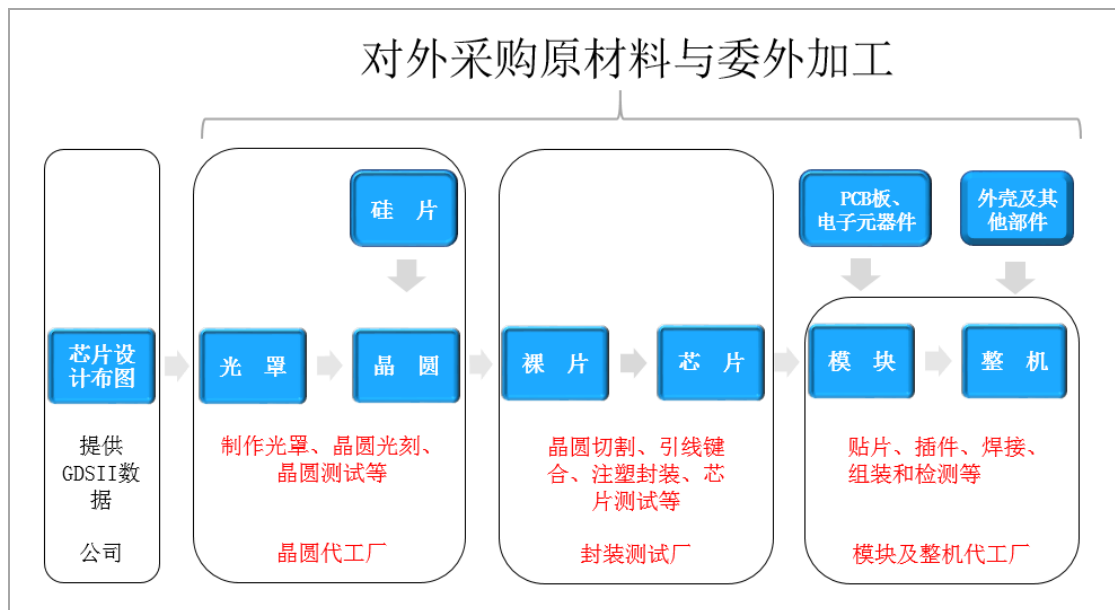 对外采购原材料与委外加工
硅 片
PCB板、
电子元器件
外壳及其
他部件
芯片设
计布图
光 罩
晶 圆
裸 片
芯 片
模 块
整 机
提供
GDSII数
据
公司
制作光罩、晶圆光刻、
晶圆测试等
晶圆代工厂
晶圆切割、引线键
合、注塑封装、芯
片测试等
封装测试厂
贴片、插件、焊接、
组装和检测等
模块及整机代工厂